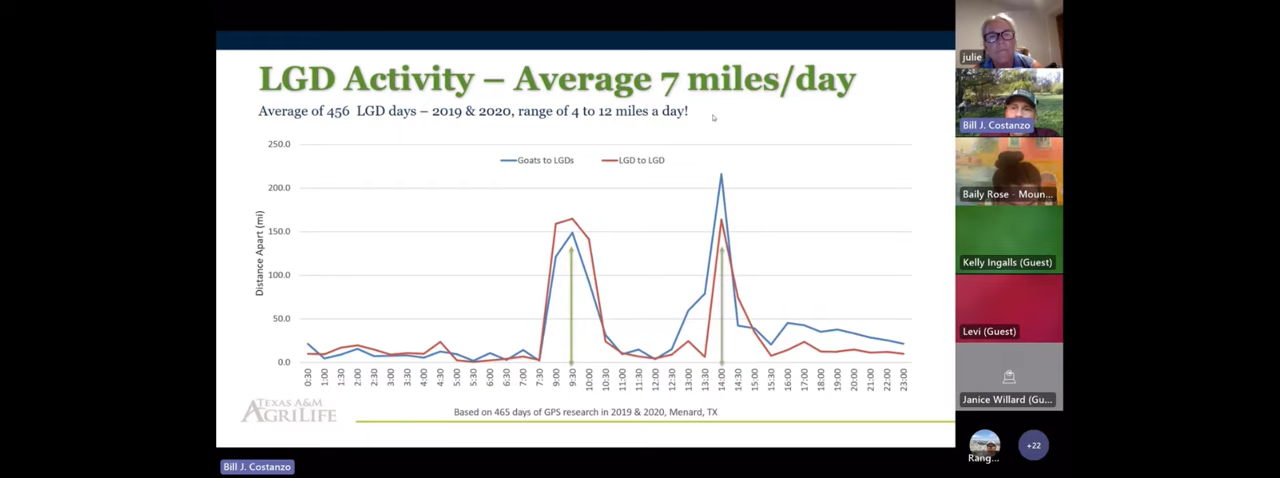 LGD Activity – Average 7 miles/day
Average of 456 LGD days – 2019 & 2020, range of 4 to 12 miles a day!
250.0
200.0
150.0
100.0
50.0
0.0
Distance Apart (mi)
Goats to LGDs
LGD to LGD
0:30 1:00 1:30 2:00 2:30 3:00 3:30 4:00 4:30 5:00 5:30 6:00 6:30 7:00 7:30 9:00 9:30 10:00 10:30 11:00 11:30 12:00 12:30 13:00 13:30 14:00 14:30 15:00 15:30 16:00 17:00 18:00 19:00 20:00 21:00 22:00 23:00
Based on 465 days of GPS research in 2019 & 2020, Menard, TX
TEXAS A&M
AGRILIFE
Bill J. Costanzo
julie
Bill J. Costanzo
Baily Rose - Moun...
Kelly Ingalls (Guest)
Levi (Guest)
Janice Willard (Gu...
Rang...
+22